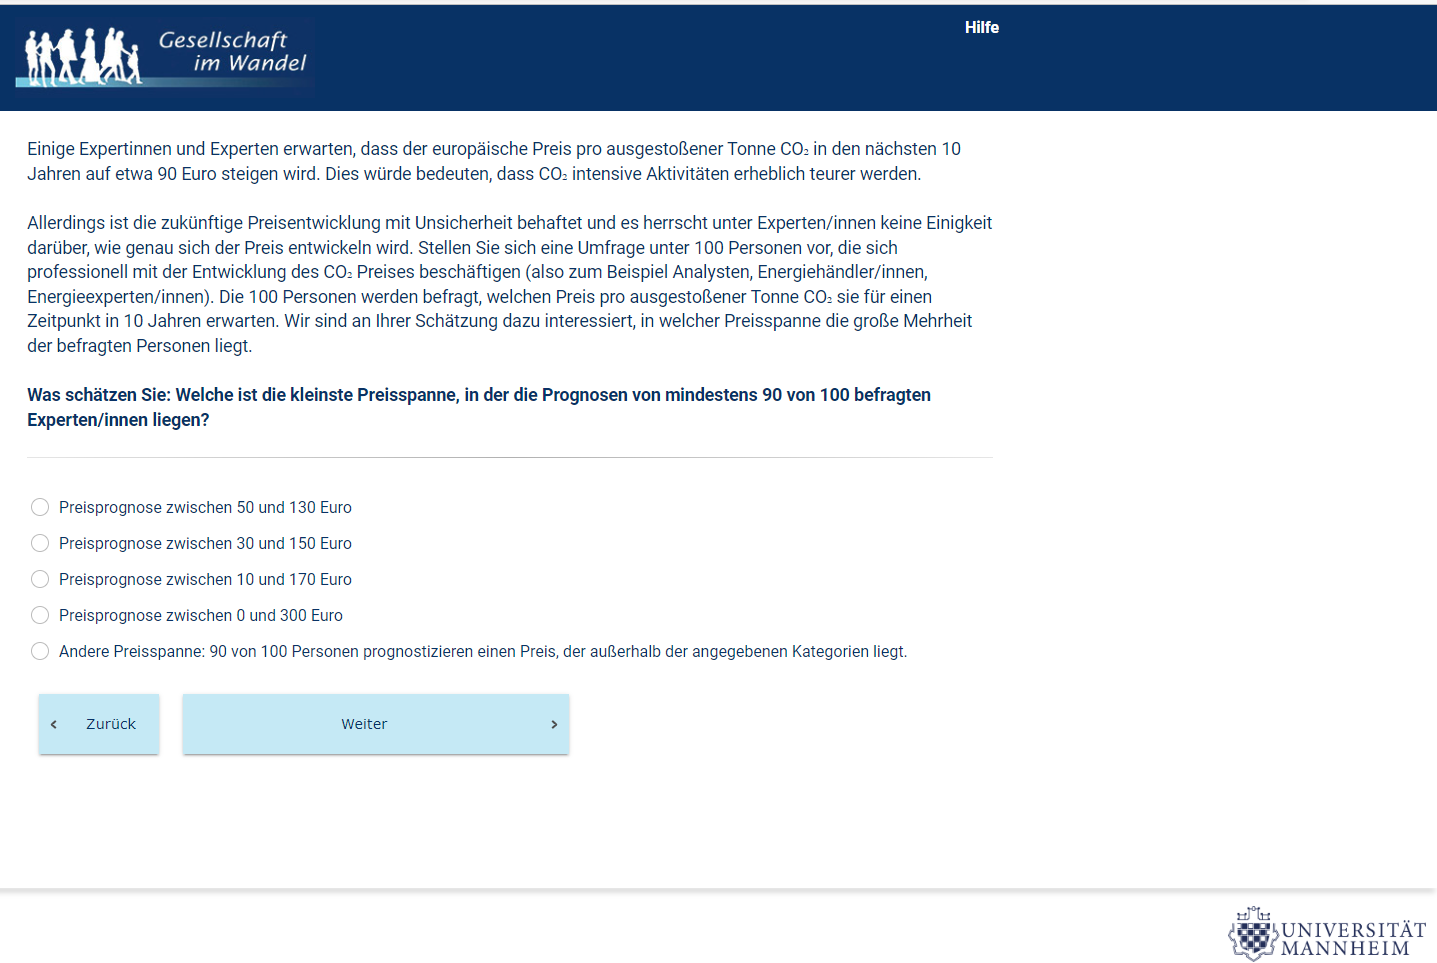 Gesellschaft
im Wandel
Hilfe
Einige Expertinnen und Experten erwarten, dass der europäische Preis pro ausgestoßener Tonne CO₂ in den nächsten 10
Jahren auf etwa 90 Euro steigen wird. Dies würde bedeuten, dass CO₂ intensive Aktivitäten erheblich teurer werden.
Allerdings ist die zukünftige Preisentwicklung mit Unsicherheit behaftet und es herrscht unter Experten/innen keine Einigkeit
darüber, wie genau sich der Preis entwickeln wird. Stellen Sie sich eine Umfrage unter 100 Personen vor, die sich
professionell mit der Entwicklung des CO₂ Preises beschäftigen (also zum Beispiel Analysten, Energiehändler/innen,
Energieexperten/innen). Die 100 Personen werden befragt, welchen Preis pro ausgestoßener Tonne CO₂ sie für einen
Zeitpunkt in 10 Jahren erwarten. Wir sind an Ihrer Schätzung dazu interessiert, in welcher Preisspanne die große Mehrheit
der befragten Personen liegt.
Was schätzen Sie: Welche ist die kleinste Preisspanne, in der die Prognosen von mindestens 90 von 100 befragten
Experten/innen liegen?
Preisprognose zwischen 50 und 130 Euro
Preisprognose zwischen 30 und 150 Euro
Preisprognose zwischen 10 und 170 Euro
Preisprognose zwischen 0 und 300 Euro
Andere Preisspanne: 90 von 100 Personen prognostizieren einen Preis, der außerhalb der angegebenen Kategorien liegt.
‹ Zurück
Weiter ›
UNIVERSITÄT
MANNHEIM